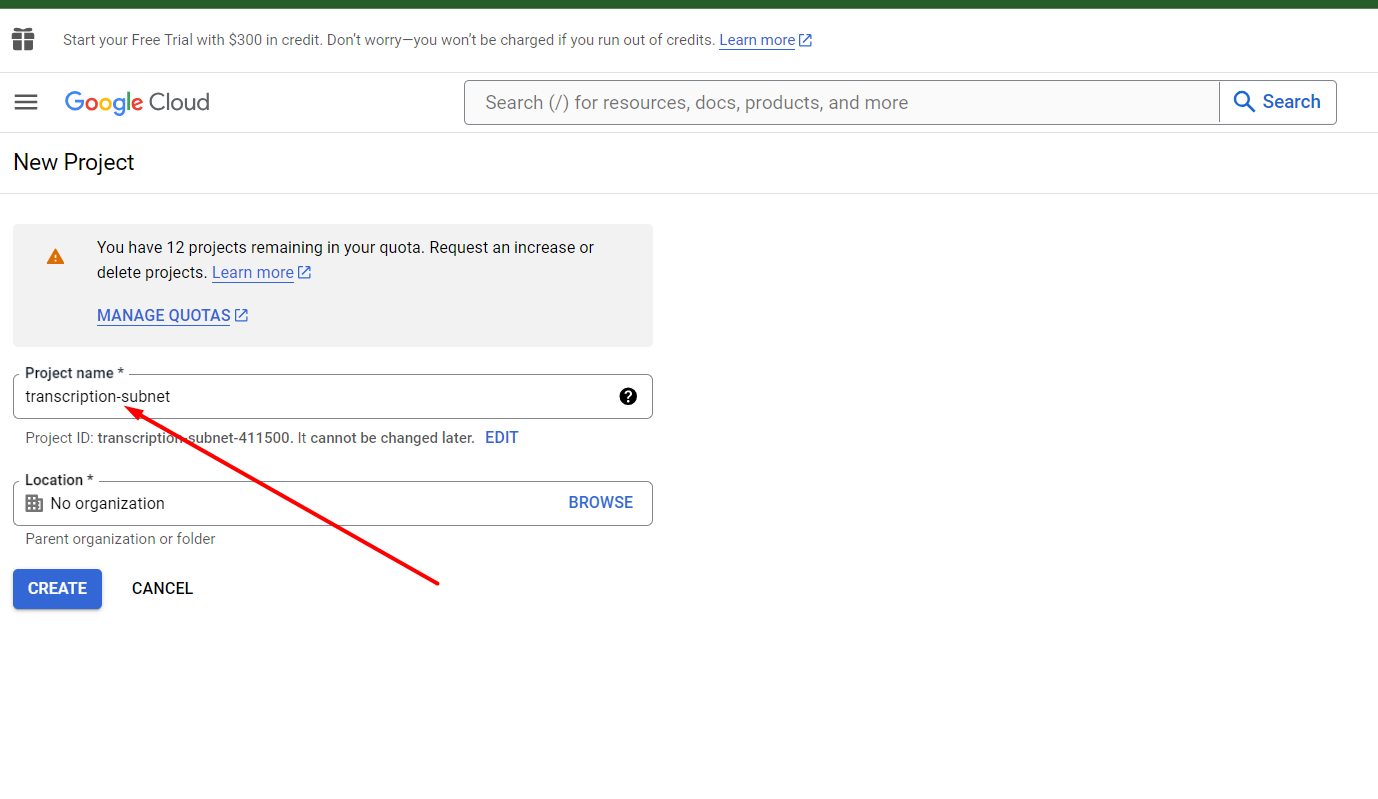 Start your Free Trial with $300 in credit. Don’t worry—you won’t be charged if you run out of credits. Learn more
Google Cloud
Search (/) for resources, docs, products, and more
Search
New Project
You have 12 projects remaining in your quota. Request an increase or
delete projects. Learn more
MANAGE QUOTAS
Project name *
transcription-subnet
Project ID: transcription-subnet-411500. It cannot be changed later. EDIT
Location *
No organization
BROWSE
Parent organization or folder
CREATE
CANCEL